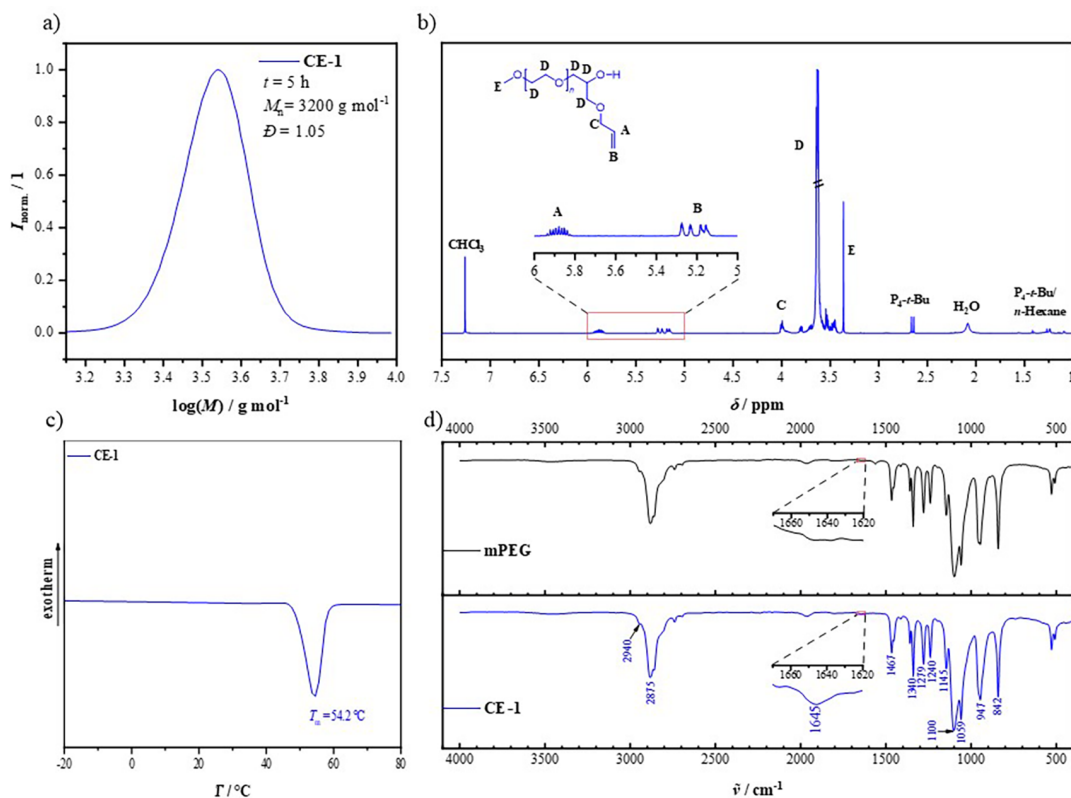 a)
CE-1
t = 5 h
Mn = 3200 g mol-1
Đ = 1.05
Inorm. / 1
1.0
0.8
0.6
0.4
0.2
0.0
3.2 3.3 3.4 3.5 3.6 3.7 3.8 3.9 4.0
log(M) / g mol-1
b)
D D D O-H
E O D O n
D
O
C A
B
A B
6 5.8 5.6 5.4 5.2 5
CHCl3
D
E
C
P4-t-Bu
H2O
P4-t-Bu/
n-Hexane
7.5 7 6.5 6 5.5 5 4.5 4 3.5 3 2.5 2 1.5 1
δ / ppm
c)
CE-1
exotherm
Tm = 54.2 °C
-20 0 20 40 60 80
T / °C
d)
4000 3500 3000 2500 2000 1500 1000 500
1660 1640 1620
mPEG
1660 1640 1620
1645
CE-1
2940
2875
1467
1340
1279
1240
1145
1100
1059
947
842
4000 3500 3000 2500 2000 1500 1000 500
ṽ / cm-1